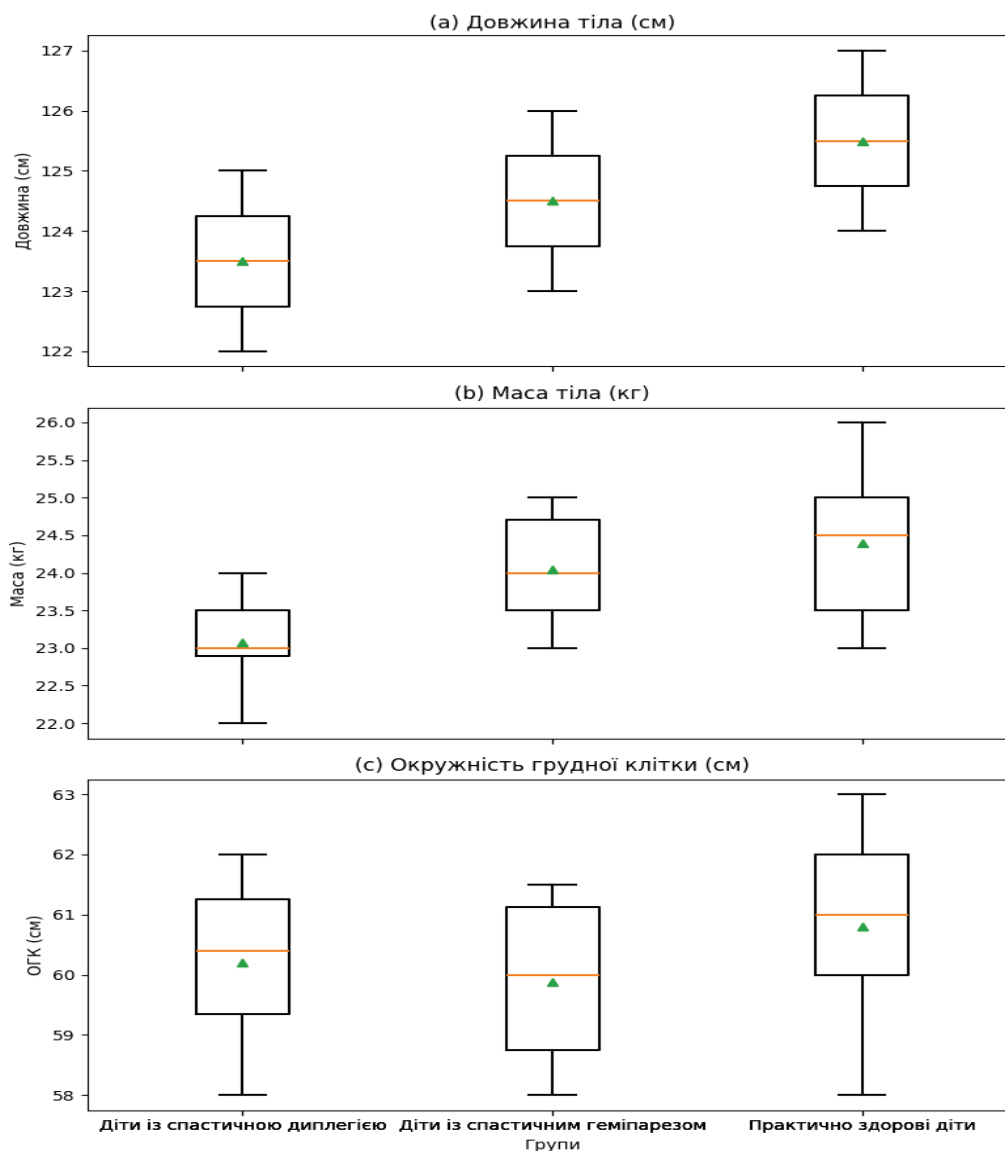 (a) Довжина тіла (см)
127
126
125
124
123
122
Довжина (см)
(b) Маса тіла (кг)
26.0
25.5
25.0
24.5
24.0
23.5
23.0
22.5
22.0
Маса (кг)
(c) Окружність грудної клітки (см)
63
62
61
60
59
58
ОГК (см)
Діти із спастичною диплегією Діти із спастичним геміпарезом Практично здорові діти
Групи